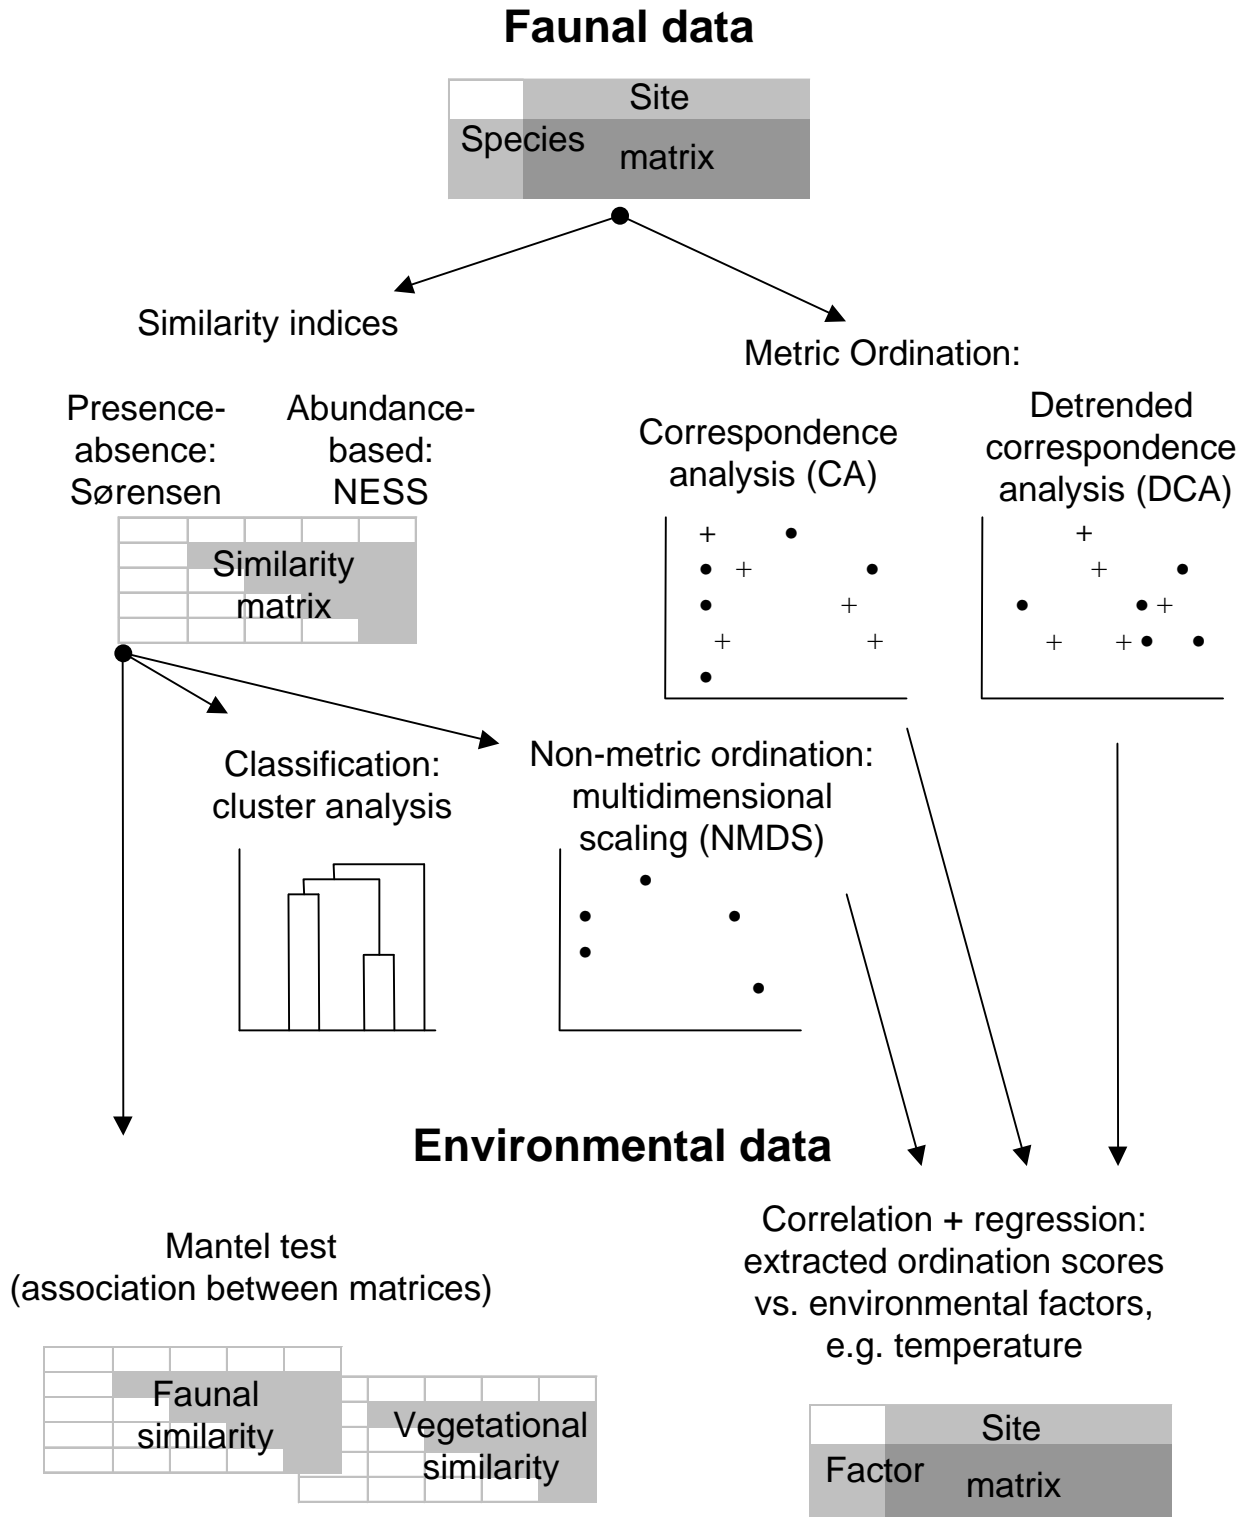 Faunal data
Site
Species
matrix
Similarity indices
Metric Ordination:
Presence-
absence:
Sørensen
Abundance-
based:
NESS
Correspondence
analysis (CA)
Detrended
correspondence
analysis (DCA)
Similarity
matrix
Classification:
cluster analysis
Non-metric ordination:
multidimensional
scaling (NMDS)
Environmental data
Mantel test
(association between matrices)
Correlation + regression:
extracted ordination scores
vs. environmental factors,
e.g. temperature
Faunal
similarity
Vegetational
similarity
Site
Factor
matrix